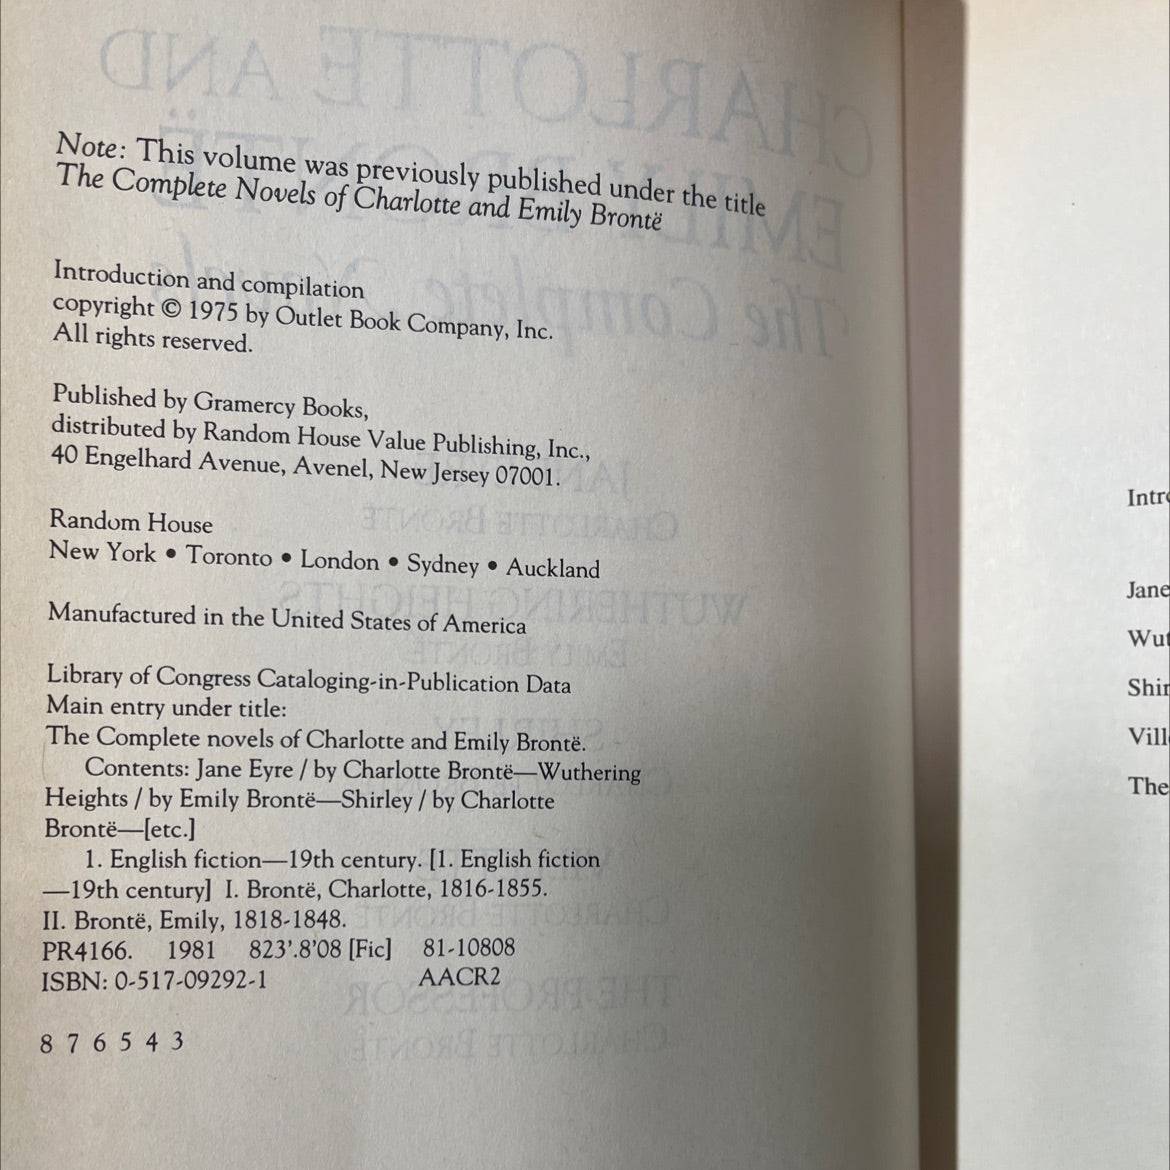 Note: This volume was previously published under the title
The Complete Novels of Charlotte and Emily Brontë
Introduction and compilation
copyright © 1975 by Outlet Book Company, Inc.
All rights reserved.
Published by Gramercy Books,
distributed by Random House Value Publishing, Inc.,
40 Engelhard Avenue, Avenel, New Jersey 07001.
Random House
New York • Toronto • London • Sydney • Auckland
Manufactured in the United States of America
Library of Congress Cataloging-in-Publication Data
Main entry under title:
The Complete novels of Charlotte and Emily Brontë.
Contents: Jane Eyre / by Charlotte Brontë—Wuthering
Heights / by Emily Brontë—Shirley / by Charlotte
Brontë—[etc.]
1. English fiction—19th century. [1. English fiction
—19th century] I. Brontë, Charlotte, 1816-1855.
II. Brontë, Emily, 1818-1848.
PR4166. 1981 823'.8'08 [Fic] 81-10808
ISBN: 0-517-09292-1 AACR2
8 7 6 5 4 3
Jane
The